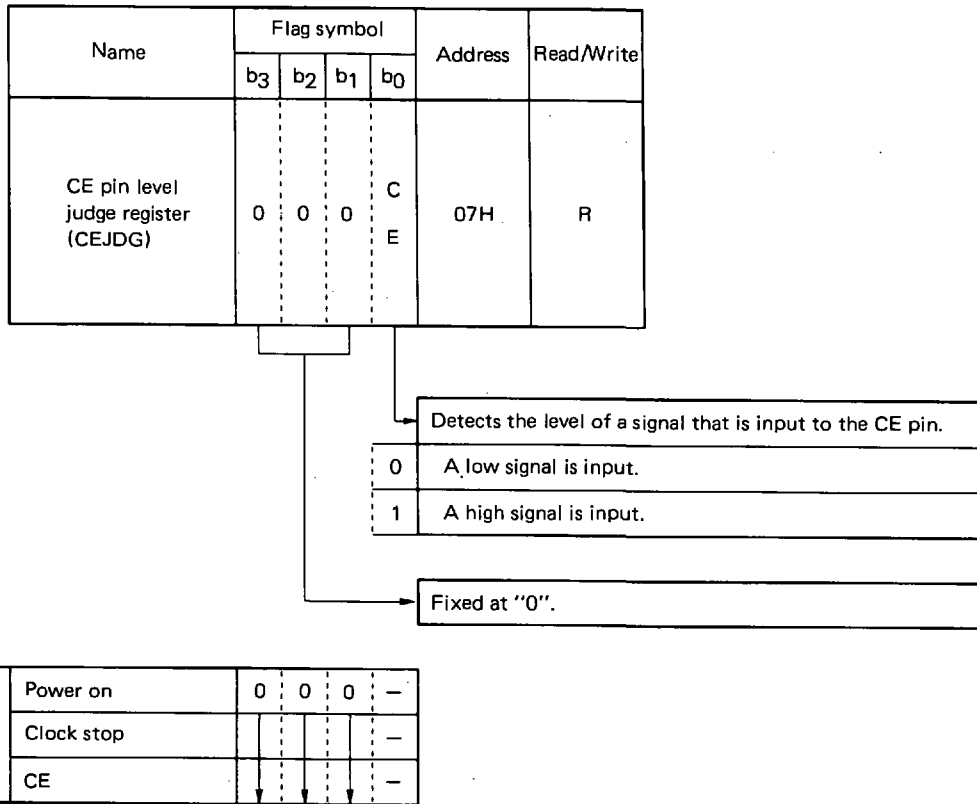 Name
Flag symbol
Address
Read/Write
b3 b2 b1 b0
CE pin level
judge register
(CEJDG)
0 0 0
C
E
07H
R
Detects the level of a signal that is input to the CE pin.
0 A low signal is input.
1 A high signal is input.
Fixed at "0".
Power on 0 0 0 –
Clock stop –
CE –